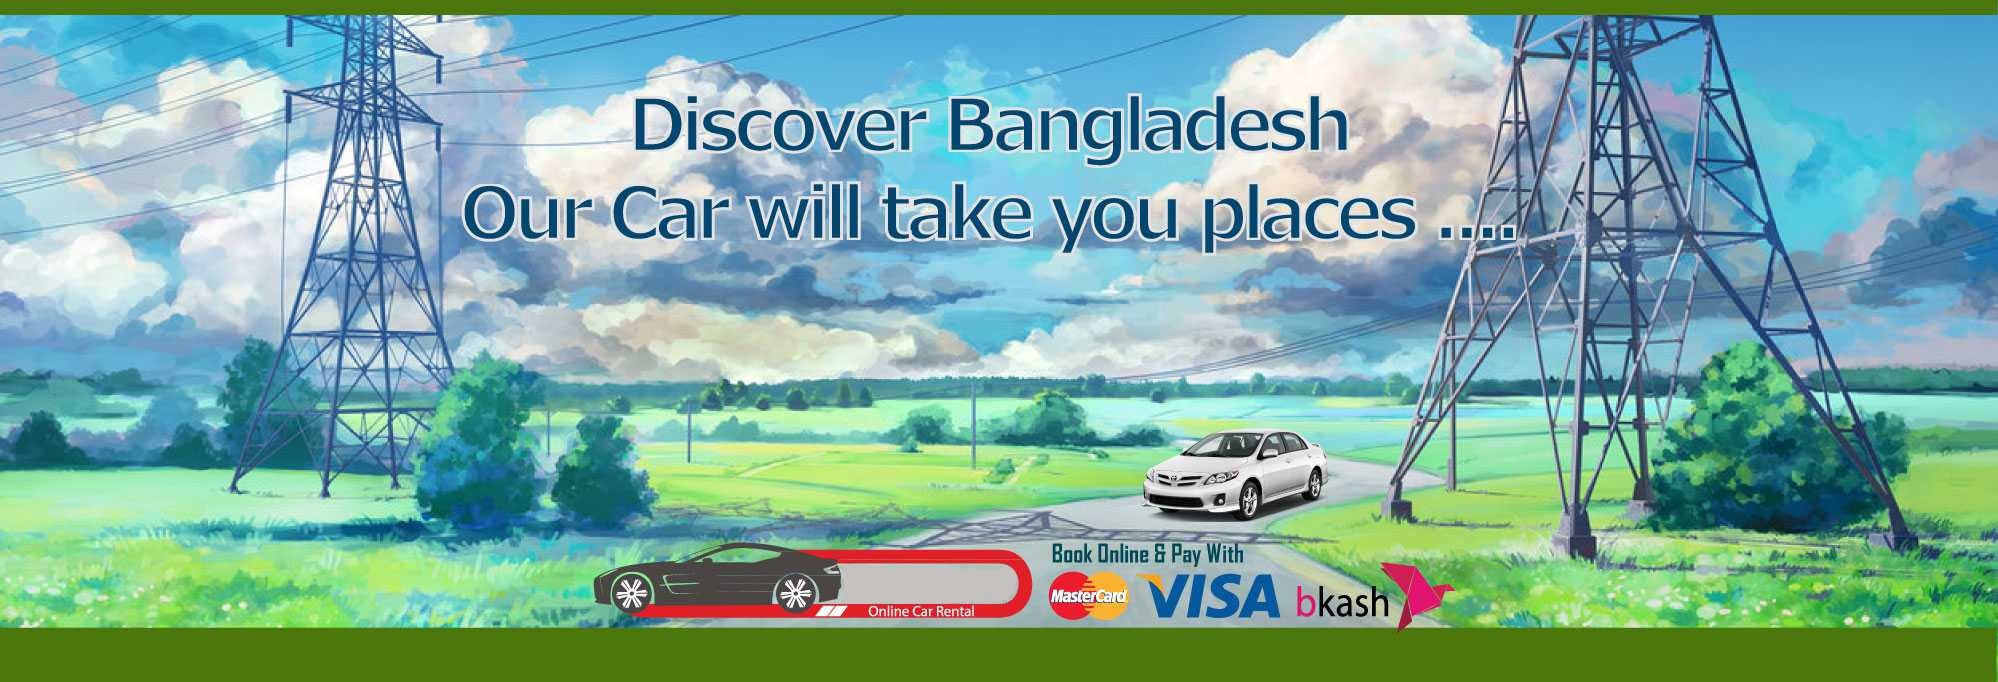 Discover Bangladesh
Our Car will take you places ....
Book Online & Pay With
MasterCard VISA bkash
Online Car Rental